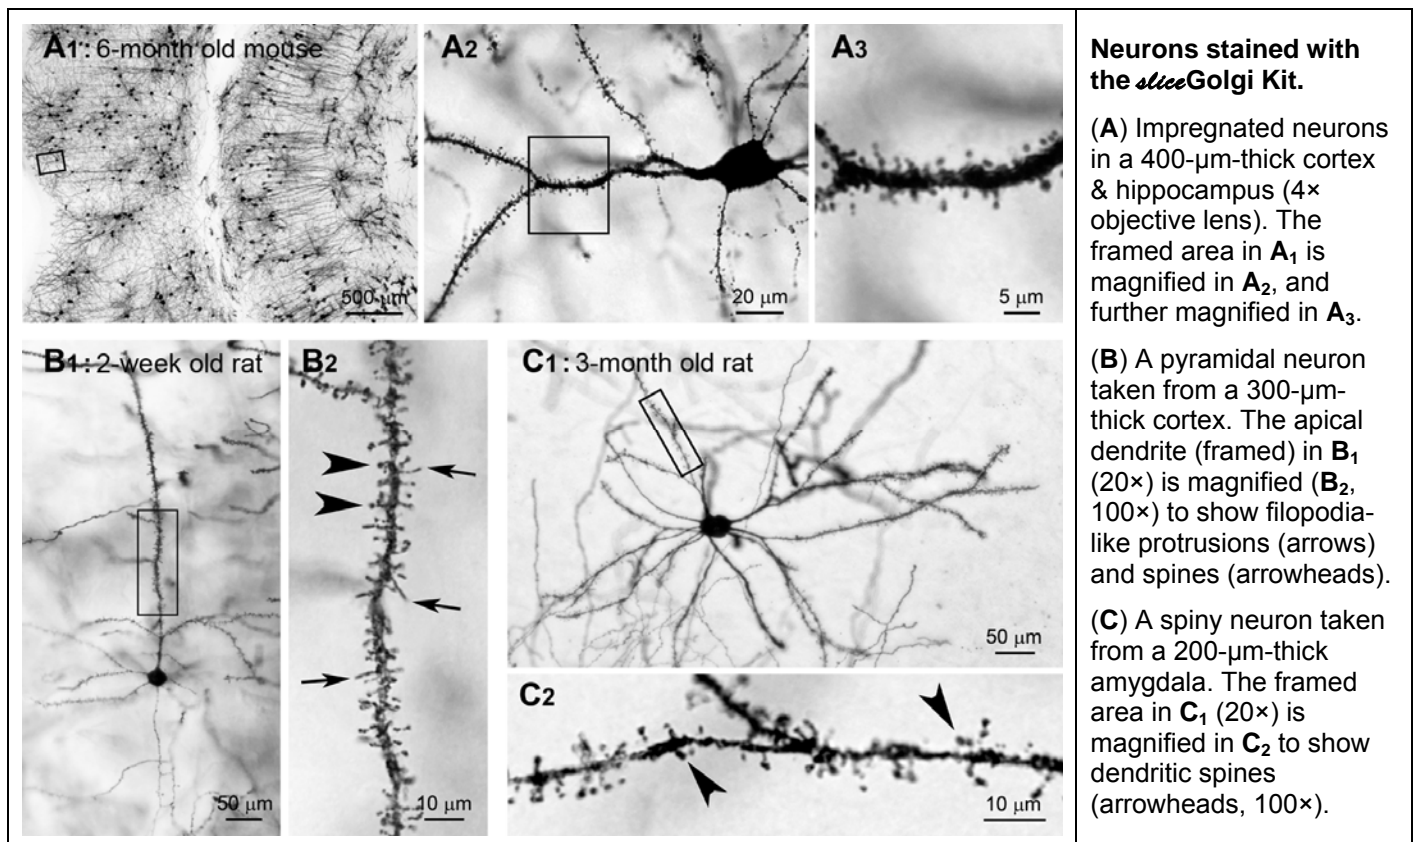 A1: 6-month old mouse
A2
A3
500 μm
20 μm
5 μm
B1: 2-week old rat
B2
C1: 3-month old rat
50 μm
C2
50 μm
10 μm
10 μm
Neurons stained with
the sliceGolgi Kit.
(A) Impregnated neurons
in a 400-μm-thick cortex
& hippocampus (4×
objective lens). The
framed area in A1 is
magnified in A2, and
further magnified in A3.
(B) A pyramidal neuron
taken from a 300-μm-
thick cortex. The apical
dendrite (framed) in B1
(20×) is magnified (B2,
100×) to show filopodia-
like protrusions (arrows)
and spines (arrowheads).
(C) A spiny neuron taken
from a 200-μm-thick
amygdala. The framed
area in C1 (20×) is
magnified in C2 to show
dendritic spines
(arrowheads, 100×).